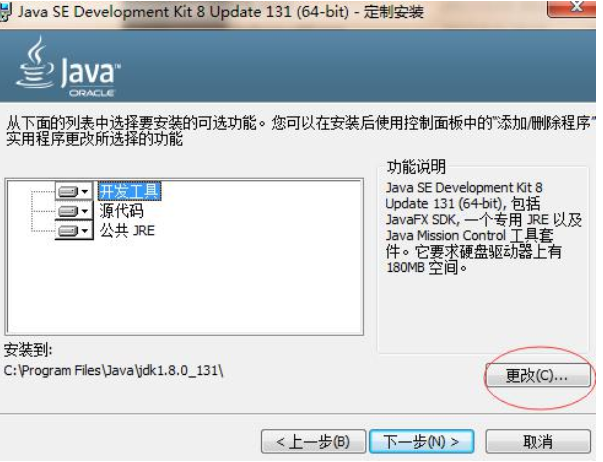 Java SE Development Kit 8 Update 131 (64-bit) - 定制安装
Java™
ORACLE
从下面的列表中选择要安装的可选功能。您可以在安装后使用控制面板中的"添加/删除程序"
实用程序更改所选择的功能
开发工具
源代码
公共 JRE
功能说明
Java SE Development Kit 8
Update 131 (64-bit), 包括
JavaFX SDK, 一个专用 JRE 以及
Java Mission Control 工具套
件。它要求硬盘驱动器上有
180MB 空间。
安装到:
C:\Program Files\Java\jdk1.8.0_131\
更改(C)...
< 上一步(B)
下一步(N) >
取消